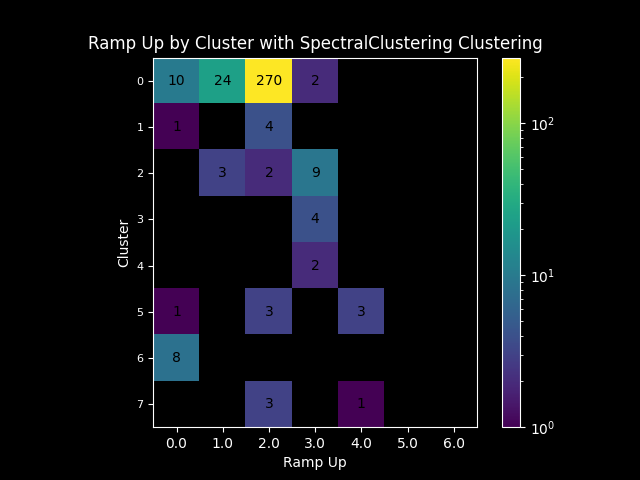 Ramp Up by Cluster with SpectralClustering Clustering
0 10 24 270 2
1 1 4
2 3 2 9
3 4
4 2
5 1 3 3
6 8
7 3 1
0.0 1.0 2.0 3.0 4.0 5.0 6.0
Ramp Up
Cluster
10²
10¹
10⁰